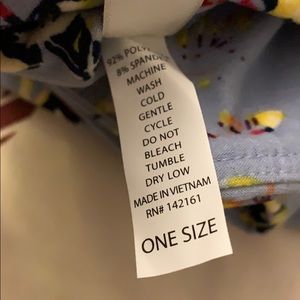 92% POLY
8% SPANDE
MACHINE
WASH
COLD
GENTLE
CYCLE
DO NOT
BLEACH
TUMBLE
DRY LOW
MADE IN VIETNAM
RN# 142161
ONE SIZE